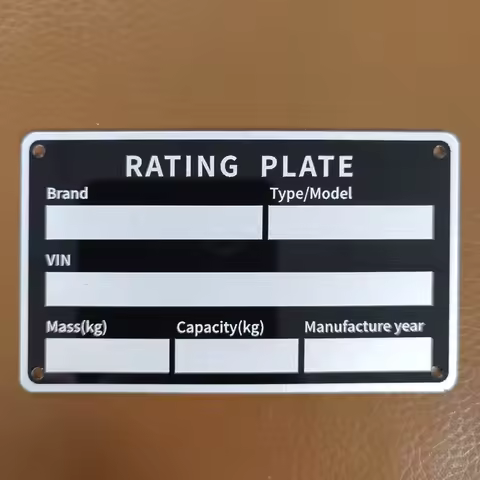 RATING PLATE
Brand Type/Model
VIN
Mass(kg) Capacity(kg) Manufacture year